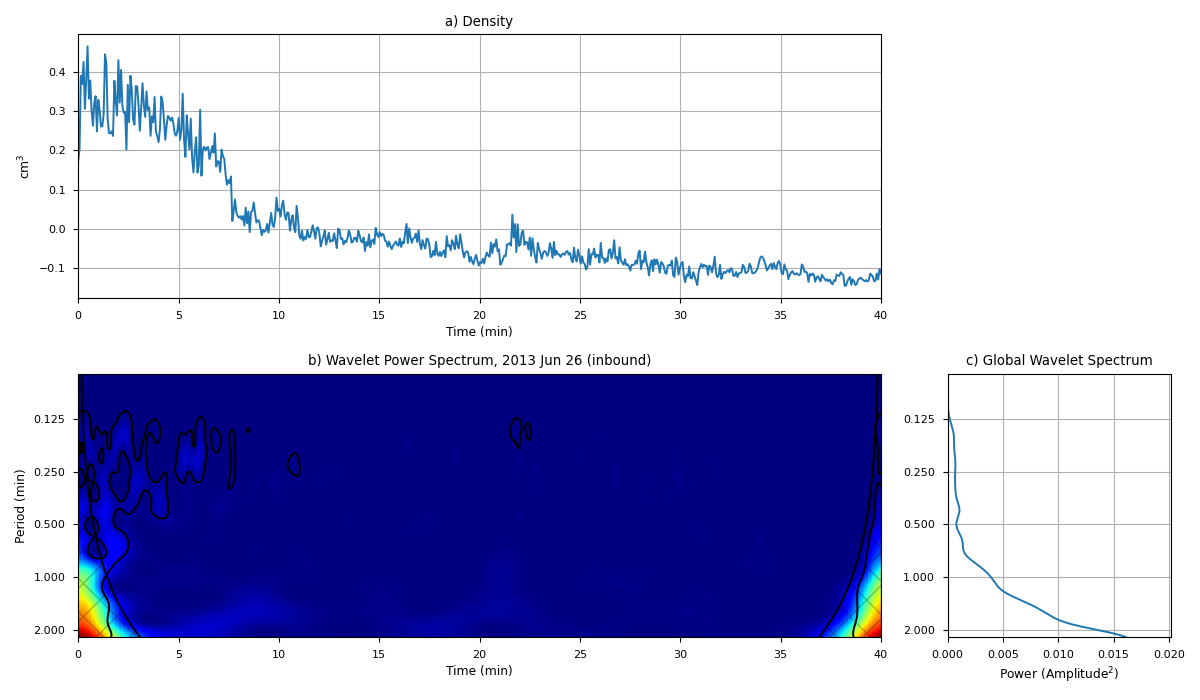 a) Density
cm³
0.4
0.3
0.2
0.1
0.0
−0.1
0 5 10 15 20 25 30 35 40
Time (min)
b) Wavelet Power Spectrum, 2013 Jun 26 (inbound)
Period (min)
0.125
0.250
0.500
1.000
2.000
0 5 10 15 20 25 30 35 40
Time (min)
c) Global Wavelet Spectrum
0.125
0.250
0.500
1.000
2.000
0.000 0.005 0.010 0.015 0.020
Power (Amplitude²)